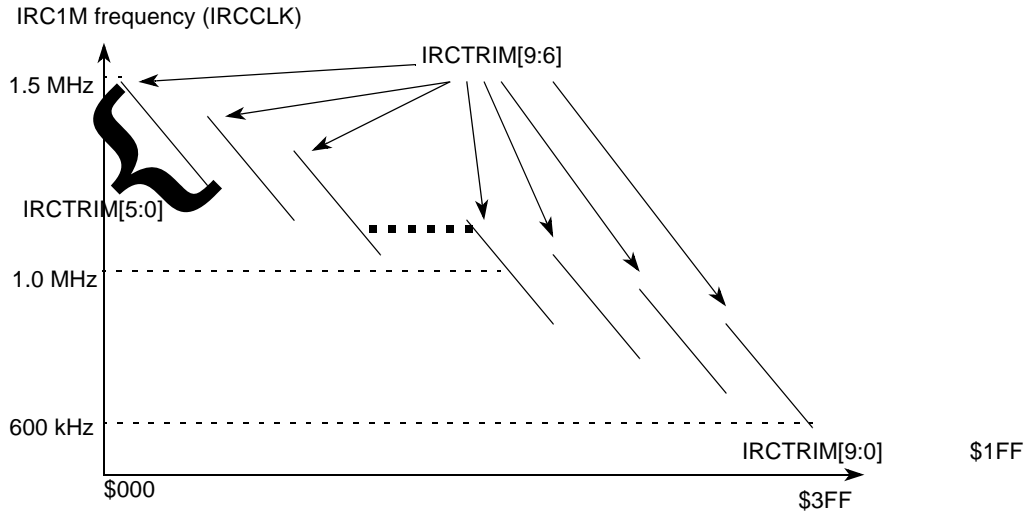 IRC1M frequency (IRCCLK)
IRCTRIM[9:6]
1.5 MHz
IRCTRIM[5:0]
1.0 MHz
600 kHz
IRCTRIM[9:0]
$1FF
$000
$3FF